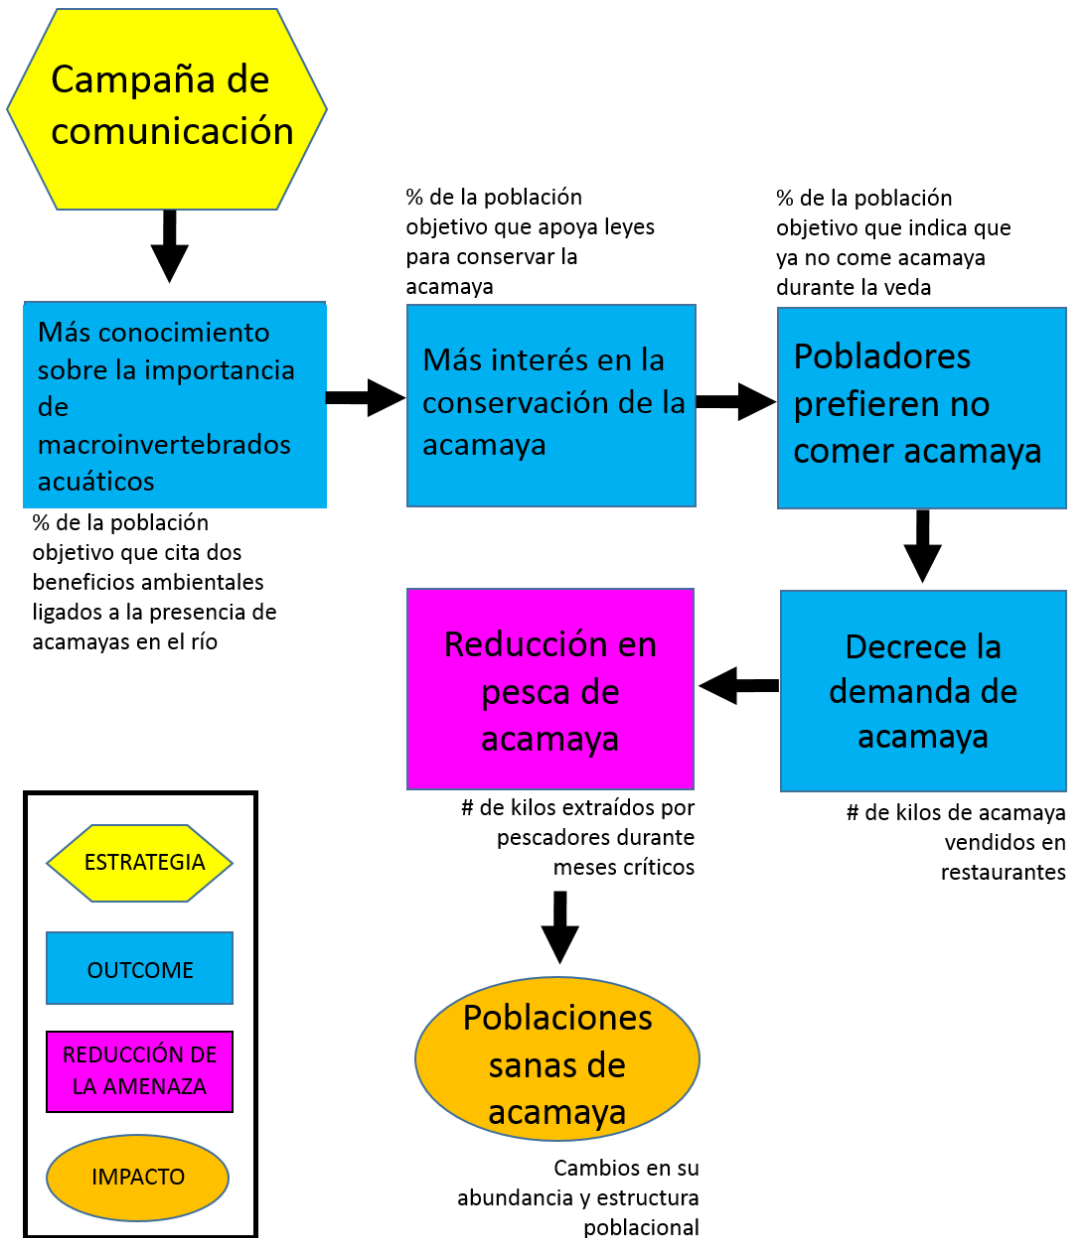 Campaña de
comunicación
Más conocimiento
sobre la importancia
de
macroinvertebrados
acuáticos
% de la población
objetivo que cita dos
beneficios ambientales
ligados a la presencia de
acamayas en el río
% de la población
objetivo que apoya leyes
para conservar la
acamaya
Más interés en la
conservación de la
acamaya
% de la población
objetivo que indica que
ya no come acamaya
durante la veda
Pobladores
prefieren no
comer acamaya
Decrece la
demanda de
acamaya
# de kilos de acamaya
vendidos en
restaurantes
Reducción en
pesca de
acamaya
# de kilos extraídos por
pescadores durante
meses críticos
Poblaciones
sanas de
acamaya
Cambios en su
abundancia y estructura
poblacional
ESTRATEGIA
OUTCOME
REDUCCIÓN DE
LA AMENAZA
IMPACTO